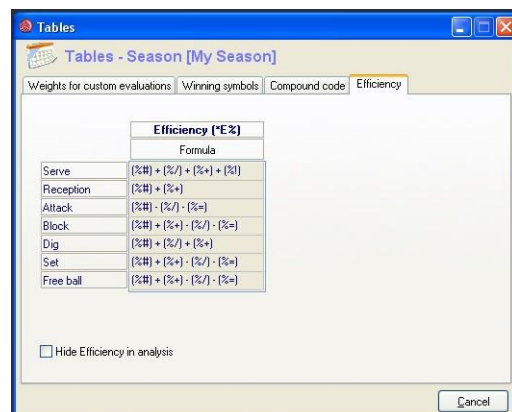 Tables
Tables - Season [My Season]
Weights for custom evaluations Winning symbols Compound code Efficiency
Efficiency (*E%)
Formula
Serve (%#) + (%/) + (%+) + (%!)
Reception (%#) + (%+)
Attack (%#) - (%/) - (%=)
Block (%#) + (%+) - (%/) - (%=)
Dig (%#) + (%/) + (%+)
Set (%#) + (%+) - (%/) - (%=)
Free ball (%#) + (%+) - (%/) - (%=)
Hide Efficiency in analysis
Cancel